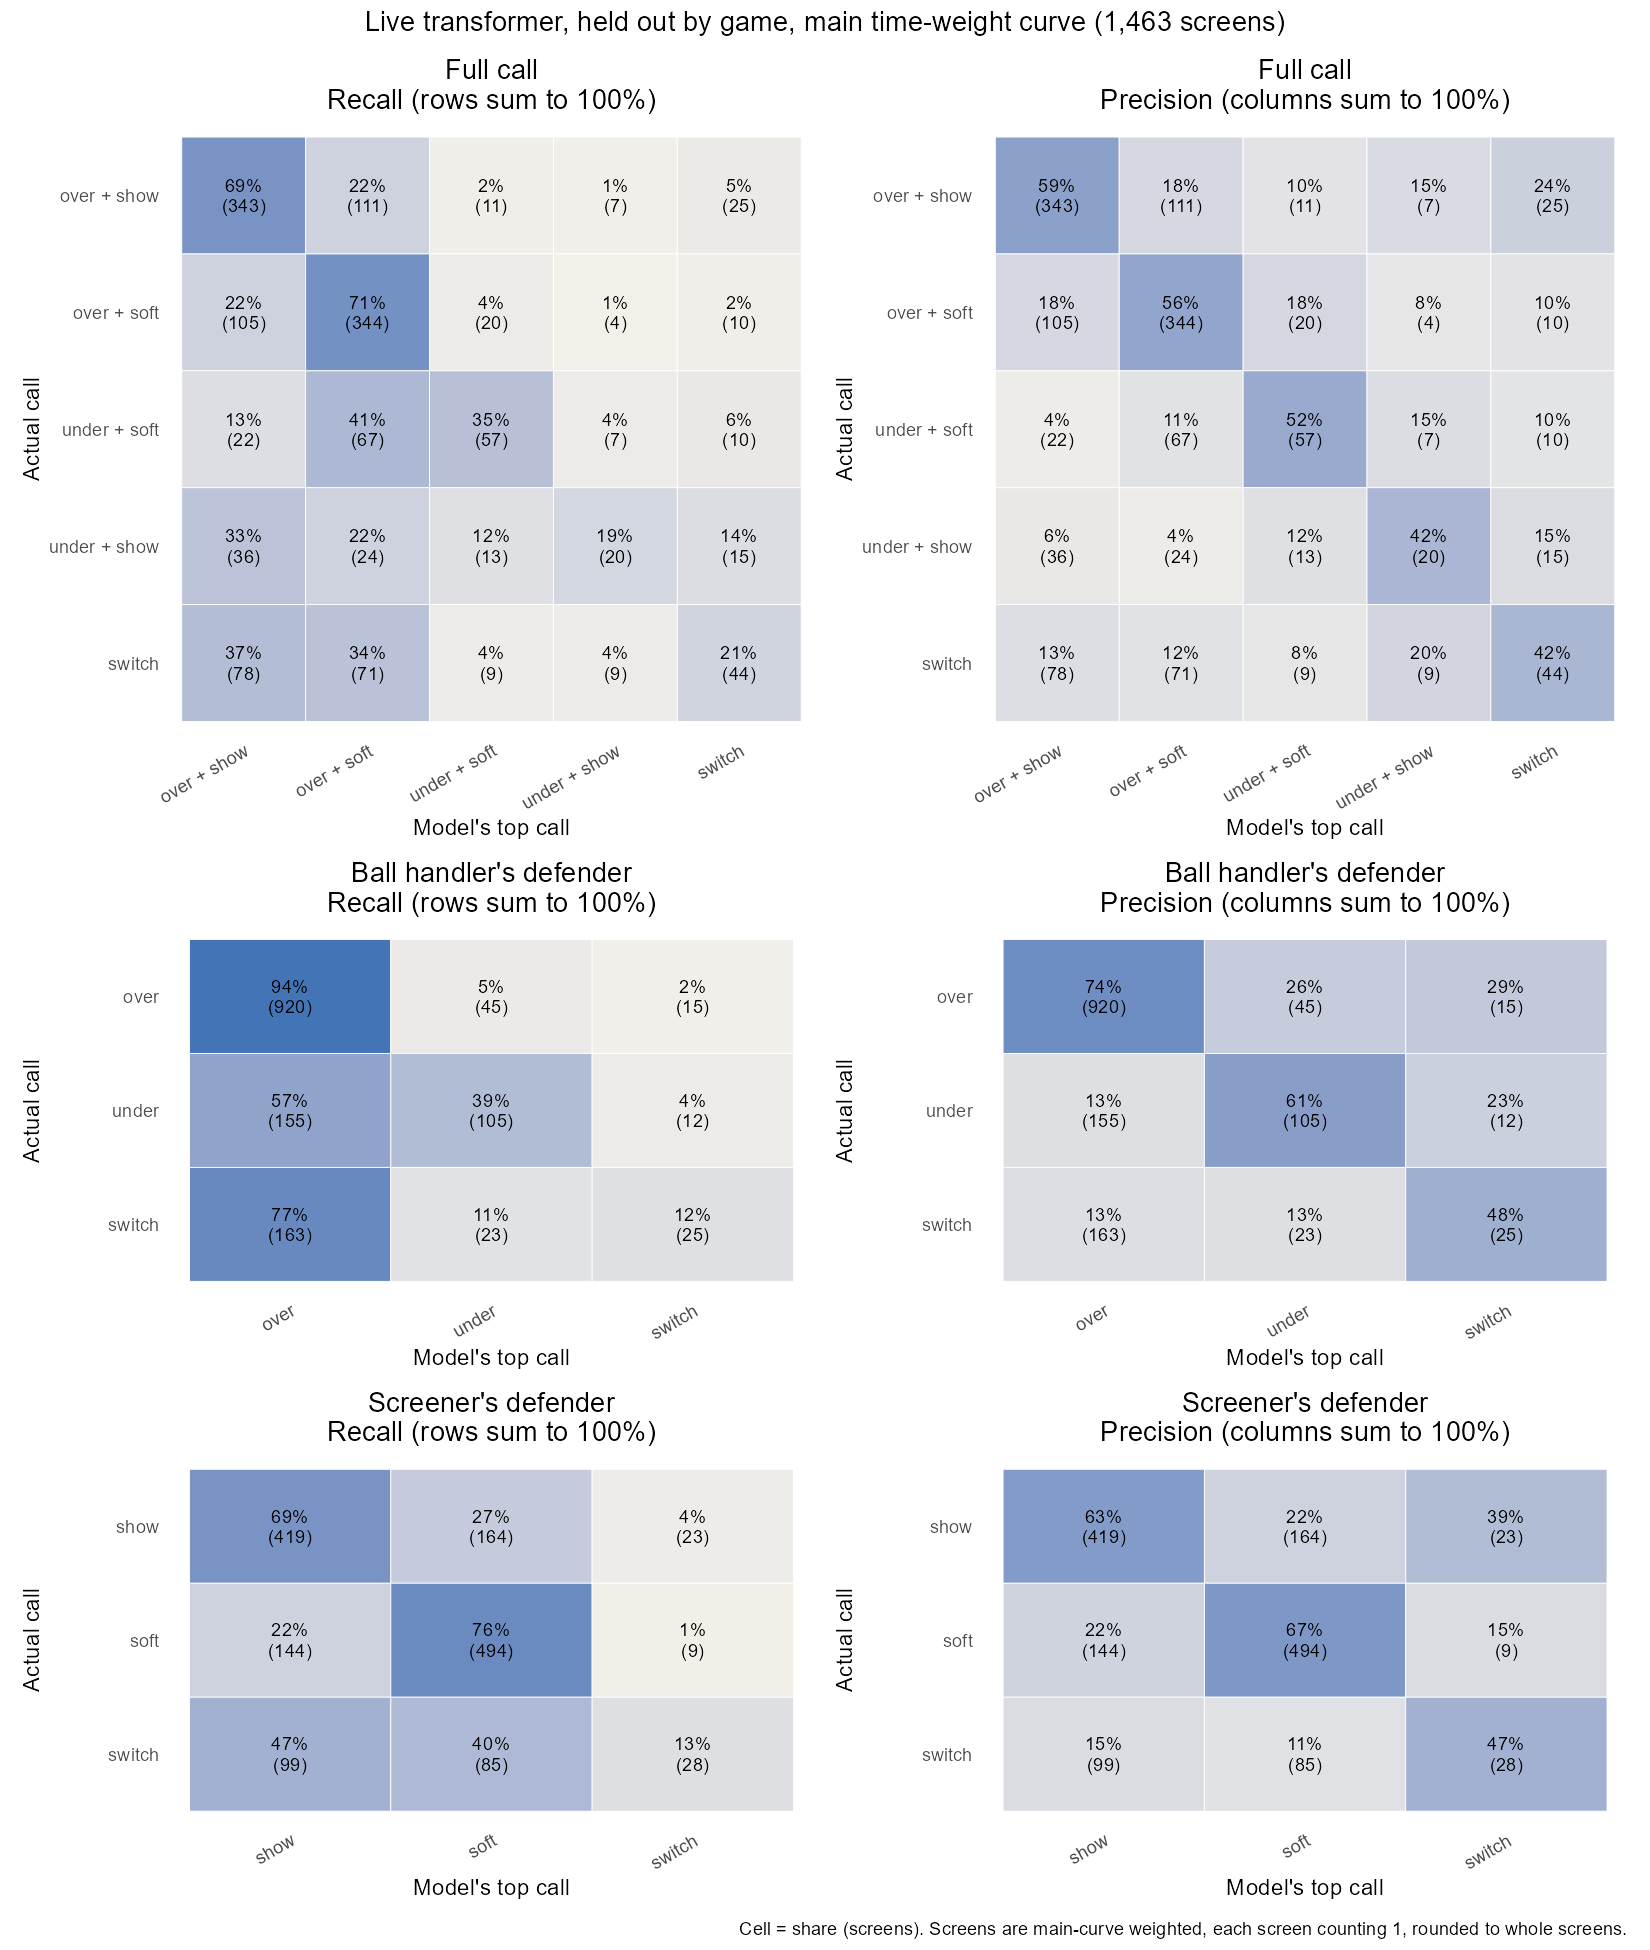 Live transformer, held out by game, main time-weight curve (1,463 screens)
Full call
Recall (rows sum to 100%)
Actual call
over + show 69% (343) 22% (111) 2% (11) 1% (7) 5% (25)
over + soft 22% (105) 71% (344) 4% (20) 1% (4) 2% (10)
under + soft 13% (22) 41% (67) 35% (57) 4% (7) 6% (10)
under + show 33% (36) 22% (24) 12% (13) 19% (20) 14% (15)
switch 37% (78) 34% (71) 4% (9) 4% (9) 21% (44)
over + show over + soft under + soft under + show switch
Model's top call
Full call
Precision (columns sum to 100%)
Actual call
over + show 59% (343) 18% (111) 10% (11) 15% (7) 24% (25)
over + soft 18% (105) 56% (344) 18% (20) 8% (4) 10% (10)
under + soft 4% (22) 11% (67) 52% (57) 15% (7) 10% (10)
under + show 6% (36) 4% (24) 12% (13) 42% (20) 15% (15)
switch 13% (78) 12% (71) 8% (9) 20% (9) 42% (44)
over + show over + soft under + soft under + show switch
Model's top call
Ball handler's defender
Recall (rows sum to 100%)
Actual call
over 94% (920) 5% (45) 2% (15)
under 57% (155) 39% (105) 4% (12)
switch 77% (163) 11% (23) 12% (25)
over under switch
Model's top call
Ball handler's defender
Precision (columns sum to 100%)
Actual call
over 74% (920) 26% (45) 29% (15)
under 13% (155) 61% (105) 23% (12)
switch 13% (163) 13% (23) 48% (25)
over under switch
Model's top call
Screener's defender
Recall (rows sum to 100%)
Actual call
show 69% (419) 27% (164) 4% (23)
soft 22% (144) 76% (494) 1% (9)
switch 47% (99) 40% (85) 13% (28)
show soft switch
Model's top call
Screener's defender
Precision (columns sum to 100%)
Actual call
show 63% (419) 22% (164) 39% (23)
soft 22% (144) 67% (494) 15% (9)
switch 15% (99) 11% (85) 47% (28)
show soft switch
Model's top call
Cell = share (screens). Screens are main-curve weighted, each screen counting 1, rounded to whole screens.